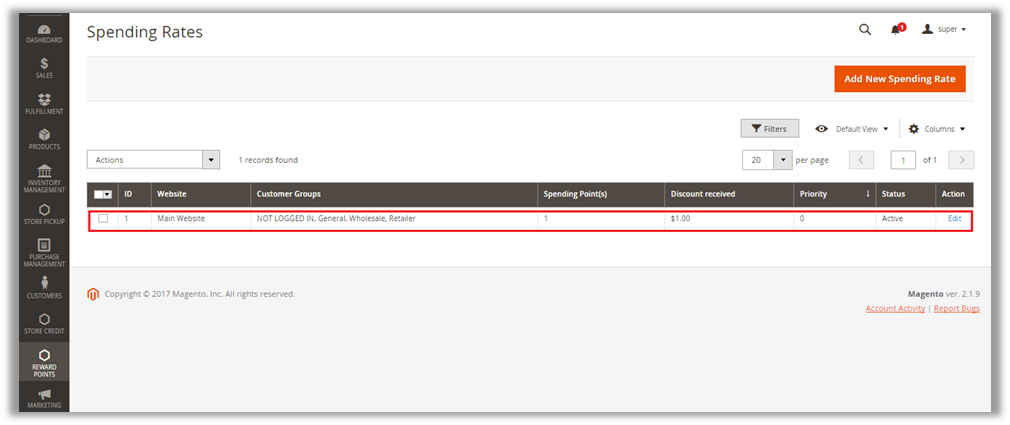 Spending Rates
1
super
DASHBOARD
SALES
FULFILLMENT
PRODUCTS
INVENTORY
MANAGEMENT
STORE PICKUP
PURCHASE
MANAGEMENT
CUSTOMERS
STORE CREDIT
REWARD
POINTS
MARKETING
Add New Spending Rate
Filters
Default View
Columns
Actions
1 records found
20
per page
1
of 1
ID Website Customer Groups Spending Point(s) Discount received Priority ↓ Status Action
1 Main Website NOT LOGGED IN, General, Wholesale, Retailer 1 $1.00 0 Active Edit
Copyright © 2017 Magento, Inc. All rights reserved.
Magento ver. 2.1.9
Account Activity | Report Bugs